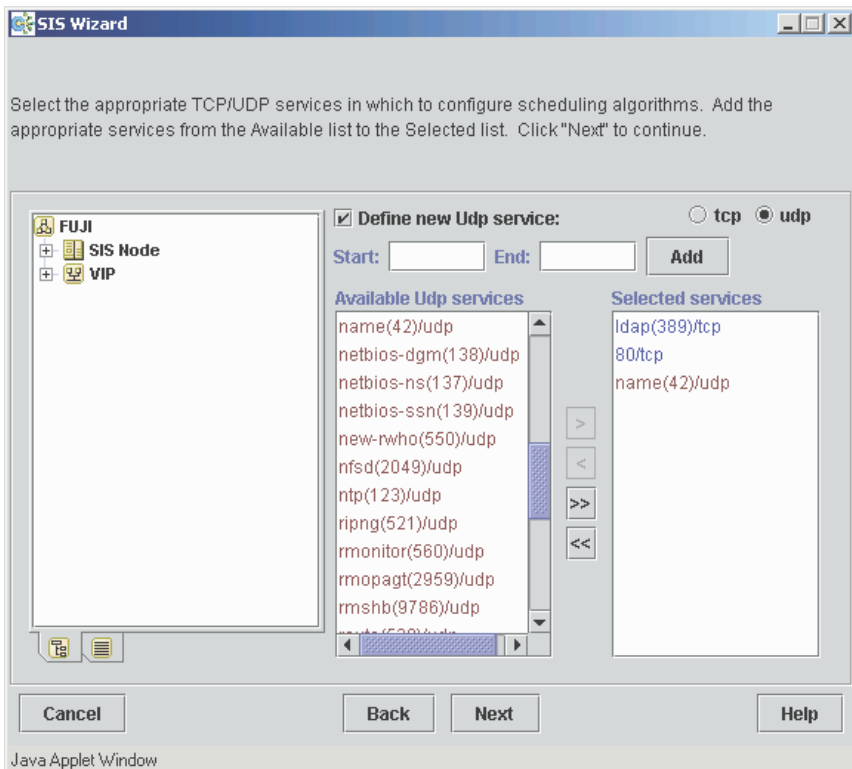 SIS Wizard
Select the appropriate TCP/UDP services in which to configure scheduling algorithms. Add the
appropriate services from the Available list to the Selected list. Click "Next" to continue.
FUJI
SIS Node
VIP
Define new Udp service:
tcp
udp
Start:
End:
Add
Available Udp services
name(42)/udp
netbios-dgm(138)/udp
netbios-ns(137)/udp
netbios-ssn(139)/udp
new-rwho(550)/udp
nfsd(2049)/udp
ntp(123)/udp
ripng(521)/udp
rmonitor(560)/udp
rmopagt(2959)/udp
rmshb(9786)/udp
>
<
>>
<<
Selected services
ldap(389)/tcp
80/tcp
name(42)/udp
Cancel
Back
Next
Help
Java Applet Window